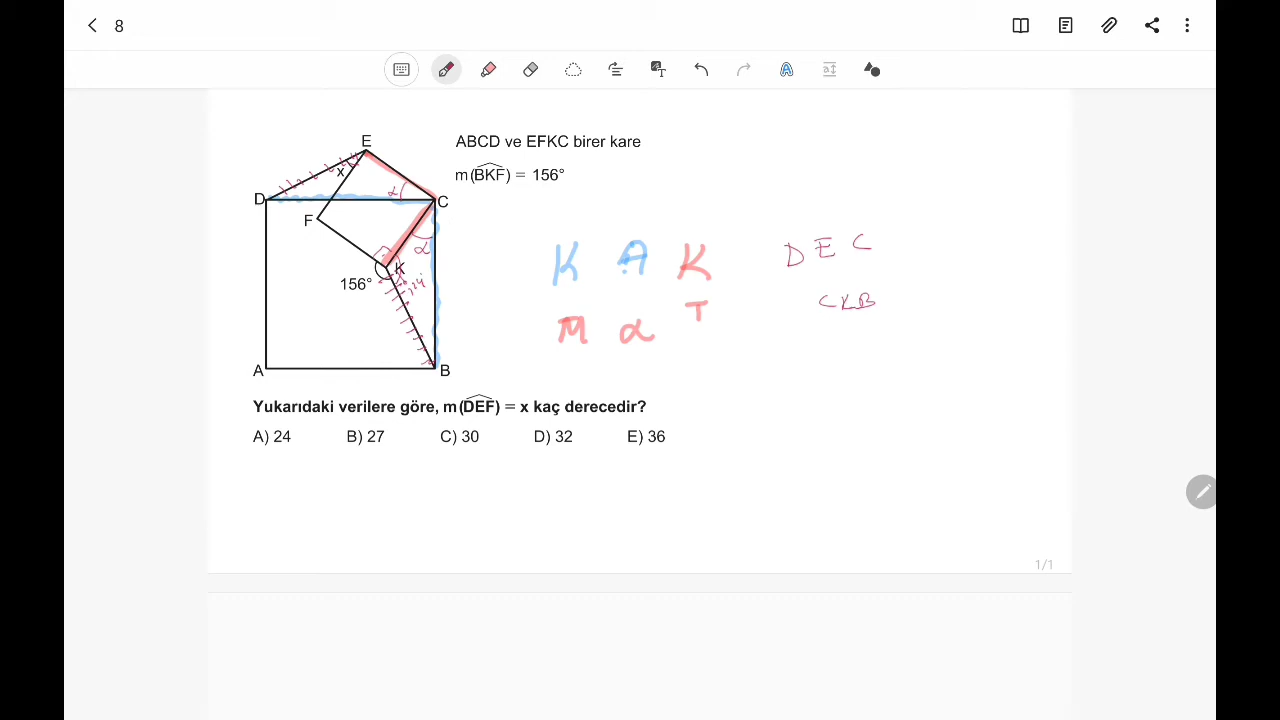 8
E
ABCD ve EFKC birer kare
x
m(BKF) = 156°
D
α
C
F
α
K
156°
124°
A
B
K A K
M α T
D E C
C K B
Yukarıdaki verilere göre, m(DEF) = x kaç derecedir?
A) 24 B) 27 C) 30 D) 32 E) 36
1/1